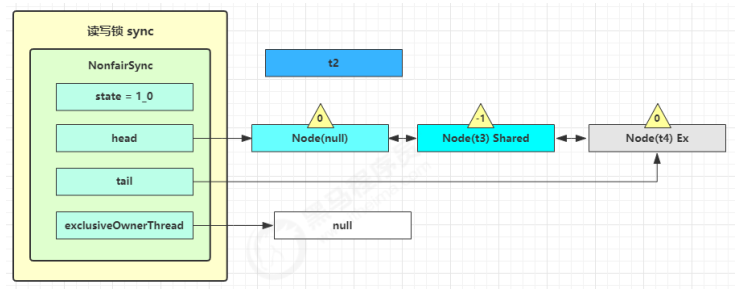 读写锁 sync
NonfairSync
t2
state = 1_0
0
-1
0
head
Node(null)
Node(t3) Shared
Node(t4) Ex
tail
exclusiveOwnerThread
null
黑马程序员